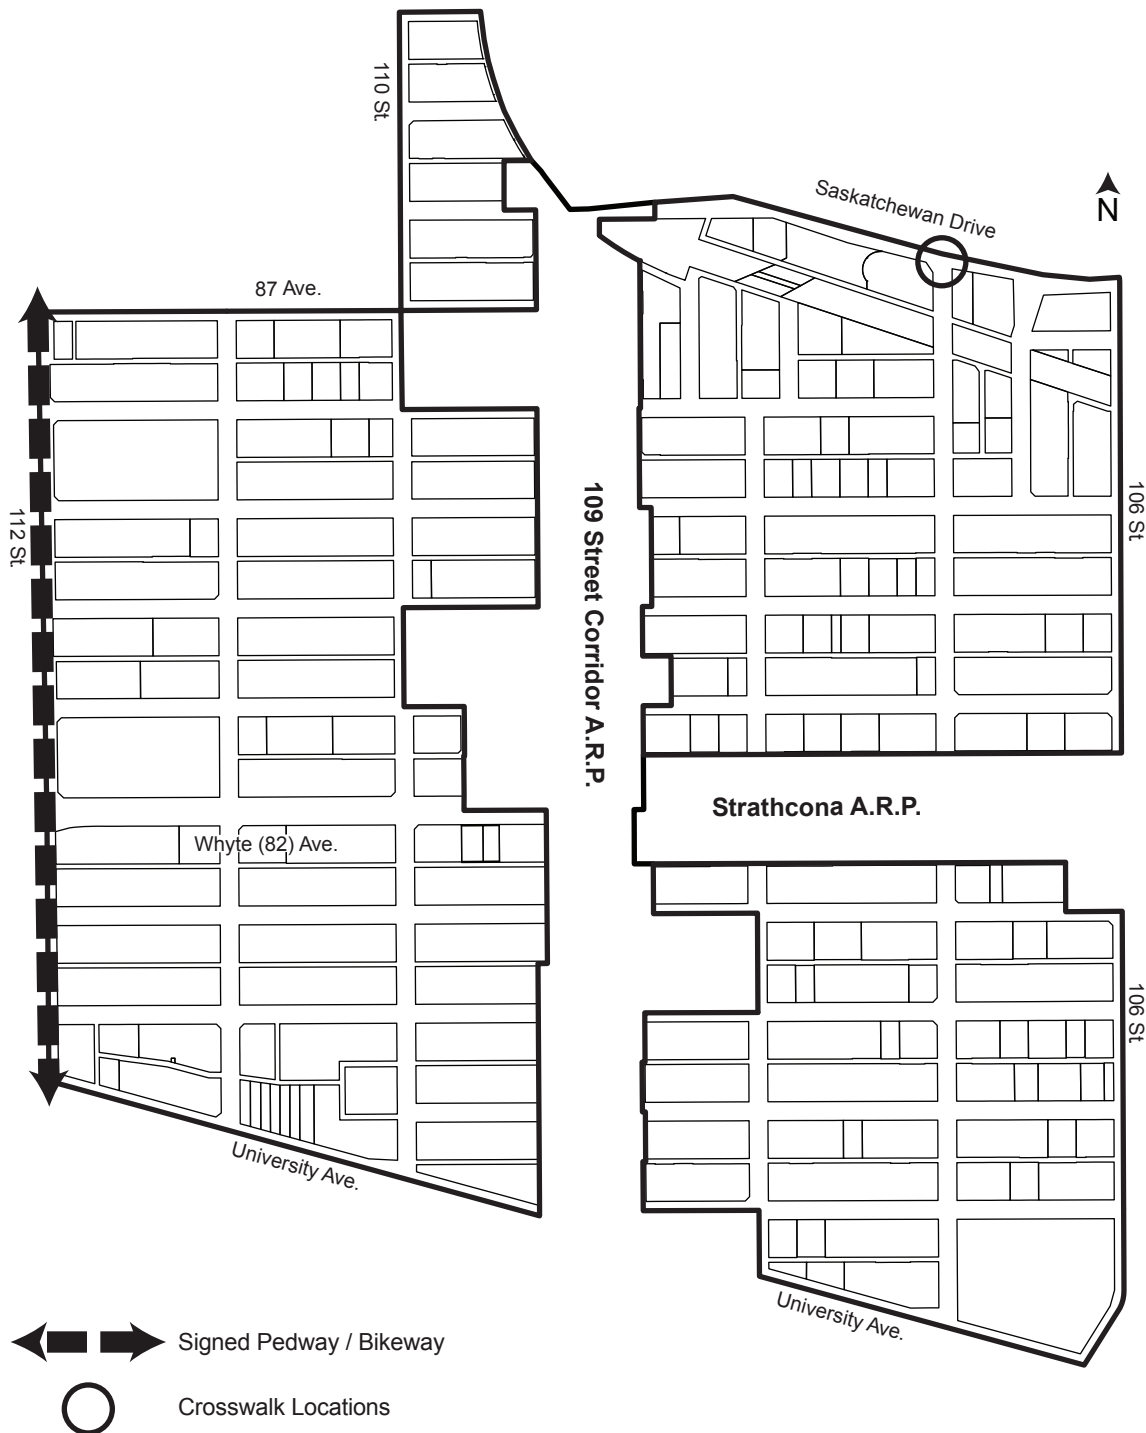 110 St.
Saskatchewan Drive
N
87 Ave.
112 St.
109 Street Corridor A.R.P.
106 St
Strathcona A.R.P.
Whyte (82) Ave.
106 St
University Ave.
University Ave.
Signed Pedway / Bikeway
Crosswalk Locations